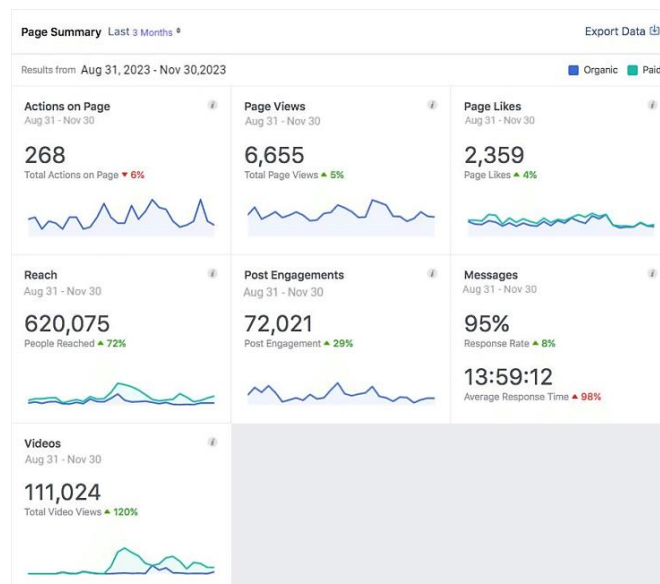 Page Summary Last 3 Months
Export Data
Results from Aug 31, 2023 - Nov 30,2023
Organic Paid
Actions on Page
Aug 31 - Nov 30
268
Total Actions on Page ▼ 6%
Page Views
Aug 31 - Nov 30
6,655
Total Page Views ▲ 5%
Page Likes
Aug 31 - Nov 30
2,359
Page Likes ▲ 4%
Reach
Aug 31 - Nov 30
620,075
People Reached ▲ 72%
Post Engagements
Aug 31 - Nov 30
72,021
Post Engagement ▲ 29%
Messages
Aug 31 - Nov 30
95%
Response Rate ▲ 8%
13:59:12
Average Response Time ▲ 98%
Videos
Aug 31 - Nov 30
111,024
Total Video Views ▲ 120%